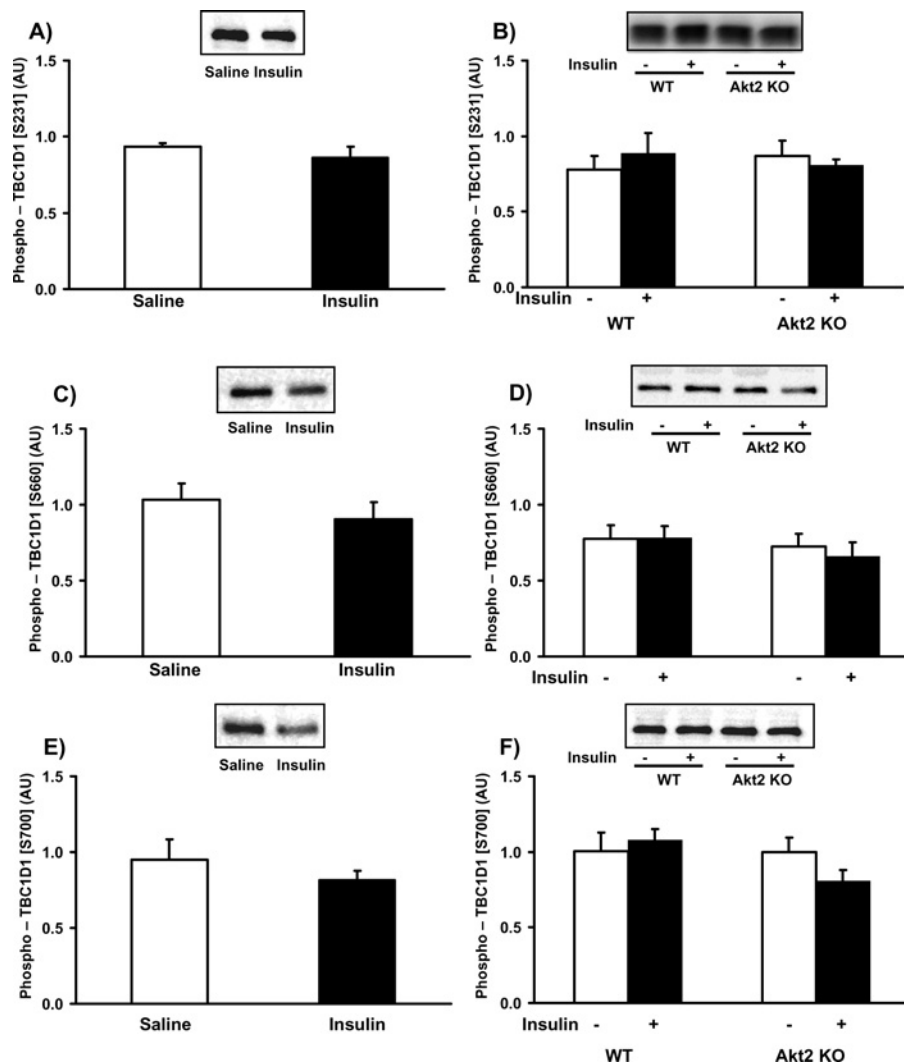 A)
Saline Insulin
Phospho – TBC1D1 [S231] (AU)
1.5
1.0
0.5
0.0
Saline Insulin
B)
Insulin - + - +
WT Akt2 KO
Phospho – TBC1D1 [S231] (AU)
1.5
1.0
0.5
0.0
Insulin - + - +
WT Akt2 KO
C)
Saline Insulin
Phospho – TBC1D1 [S660] (AU)
1.5
1.0
0.5
0.0
Saline Insulin
D)
Insulin - + - +
WT Akt2 KO
Phospho – TBC1D1 [S660] (AU)
1.5
1.0
0.5
0.0
Insulin - + - +
E)
Saline Insulin
Phospho – TBC1D1 [S700] (AU)
1.5
1.0
0.5
0.0
Saline Insulin
F)
Insulin - + - +
WT Akt2 KO
Phospho – TBC1D1 [S700] (AU)
1.5
1.0
0.5
0.0
Insulin - + - +
WT Akt2 KO